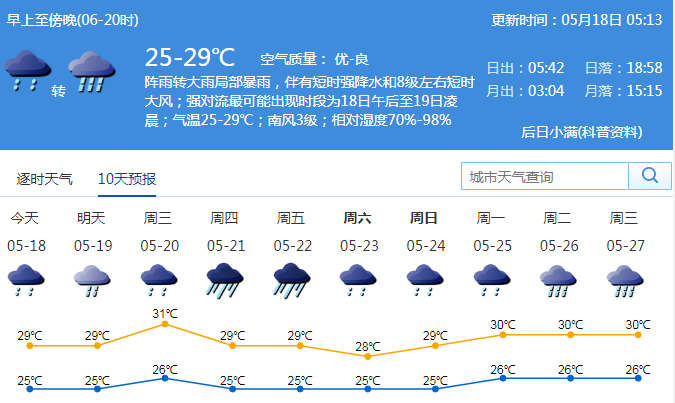 早上至傍晚(06-20时)
更新时间：05月18日 05:13
转
25-29℃ 空气质量： 优-良
阵雨转大雨局部暴雨，伴有短时强降水和8级左右短时
大风；强对流最可能出现时段为18日午后至19日凌
晨；气温25-29℃；南风3级；相对湿度70%-98%
日出：05:42 日落：18:58
月出：03:04 月落：15:15
后日小满(科普资料)
逐时天气 10天预报
城市天气查询
今天 明天 周三 周四 周五 周六 周日 周一 周二 周三
05-18 05-19 05-20 05-21 05-22 05-23 05-24 05-25 05-26 05-27
29℃ 29℃ 31℃ 29℃ 29℃ 28℃ 29℃ 30℃ 30℃ 30℃
25℃ 25℃ 26℃ 25℃ 25℃ 25℃ 25℃ 26℃ 26℃ 26℃